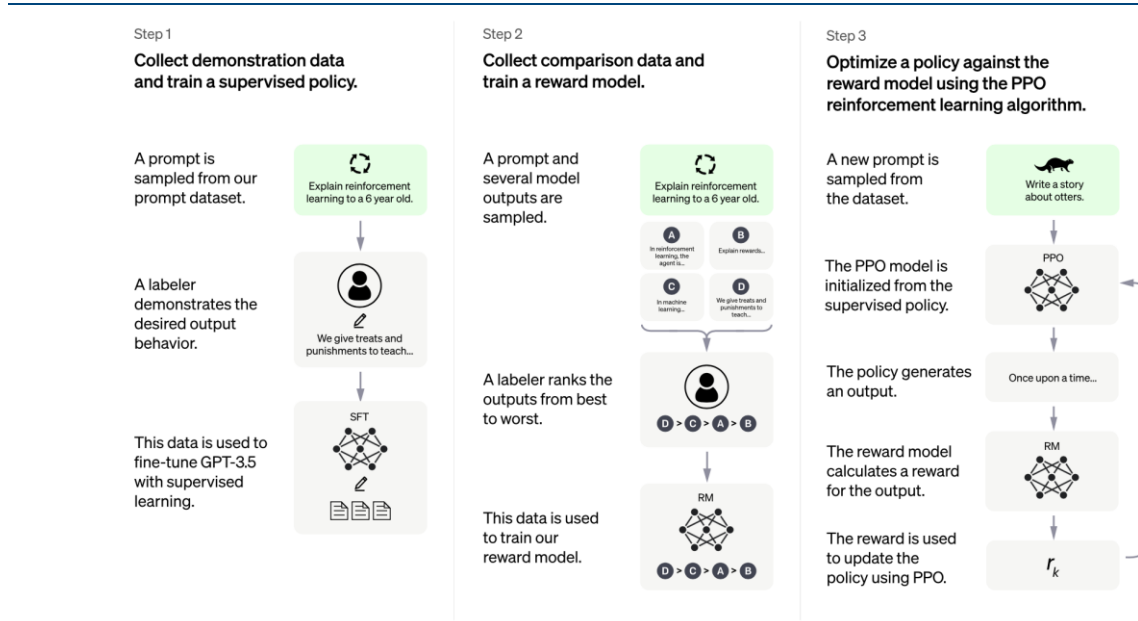 Step 1
Collect demonstration data
and train a supervised policy.
A prompt is
sampled from our
prompt dataset.
Explain reinforcement
learning to a 6 year old.
A labeler
demonstrates the
desired output
behavior.
We give treats and
punishments to teach...
This data is used to
fine-tune GPT-3.5
with supervised
learning.
SFT
Step 2
Collect comparison data and
train a reward model.
A prompt and
several model
outputs are
sampled.
Explain reinforcement
learning to a 6 year old.
A
In reinforcement
learning, the
agent is...
B
Explain rewards...
C
In machine
learning...
D
We give treats and
punishments to
teach...
A labeler ranks the
outputs from best
to worst.
D > C > A > B
This data is used
to train our
reward model.
RM
D > C > A > B
Step 3
Optimize a policy against the
reward model using the PPO
reinforcement learning algorithm.
A new prompt is
sampled from
the dataset.
Write a story
about otters.
The PPO model is
initialized from the
supervised policy.
PPO
The policy generates
an output.
Once upon a time...
The reward model
calculates a reward
for the output.
RM
The reward is used
to update the
policy using PPO.
rk